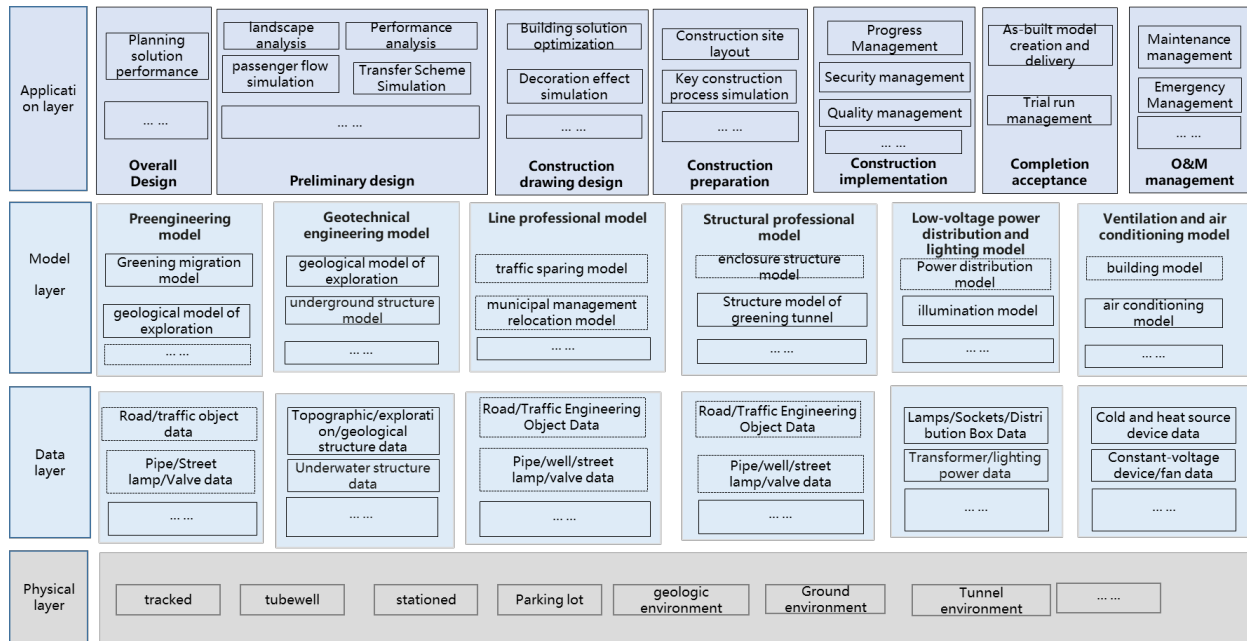 Applicati
on layer
Planning
solution
performance
... ...
Overall
Design
landscape
analysis
Performance
analysis
passenger flow
simulation
Transfer Scheme
Simulation
... ...
Preliminary design
Building solution
optimization
Decoration effect
simulation
... ...
Construction
drawing design
Construction site
layout
Key construction
process simulation
... ...
Construction
preparation
Progress
Management
Security management
Quality management
... ...
Construction
implementation
As-built model
creation and
delivery
Trial run
management
Completion
acceptance
Maintenance
management
Emergency
Management
... ...
O&M
management
Model
layer
Preengineering
model
Greening migration
model
geological model of
exploration
... ...
Geotechnical
engineering model
geological model of
exploration
underground structure
model
... ...
Line professional model
traffic sparing model
municipal management
relocation model
... ...
Structural professional
model
enclosure structure
model
Structure model of
greening tunnel
... ...
Low-voltage power
distribution and
lighting model
Power distribution
model
illumination model
... ...
Ventilation and air
conditioning model
building model
air conditioning
model
... ...
Data
layer
Road/traffic object
data
Pipe/Street
lamp/Valve data
... ...
Topographic/explorati
on/geological
structure data
Underwater structure
data
... ...
Road/Traffic Engineering
Object Data
Pipe/well/street
lamp/valve data
... ...
Road/Traffic Engineering
Object Data
Pipe/well/street
lamp/valve data
... ...
Lamps/Sockets/Distri
bution Box Data
Transformer/lighting
power data
... ...
Cold and heat source
device data
Constant-voltage
device/fan data
... ...
Physical
layer
tracked
tubewell
stationed
Parking lot
geologic
environment
Ground
environment
Tunnel
environment
... ...